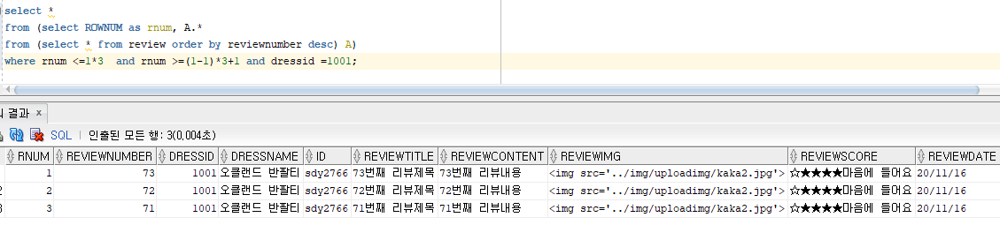 select *
from (select ROWNUM as rnum, A.*
from (select * from review order by reviewnumber desc) A)
where rnum <=1*3  and rnum >=(1-1)*3+1 and dressid =1001;
결과 x
SQL | 인출된 모든 행: 3(0,004초)
RNUM REVIEWNUMBER DRESSID DRESSNAME ID REVIEWTITLE REVIEWCONTENT REVIEWIMG REVIEWSCORE REVIEWDATE
1 73 1001 오클랜드 반팔티 sdy2766 73번째 리뷰제목 73번째 리뷰내용 <img src='../img/uploadimg/kaka2.jpg'> ☆★★★★마음에 들어요 20/11/16
2 2 72 1001 오클랜드 반팔티 sdy2766 72번째 리뷰제목 72번째 리뷰내용 <img src='../img/uploadimg/kaka2.jpg'> ☆★★★★마음에 들어요 20/11/16
3 3 71 1001 오클랜드 반팔티 sdy2766 71번째 리뷰제목 71번째 리뷰내용 <img src='../img/uploadimg/kaka2.jpg'> ☆★★★★마음에 들어요 20/11/16